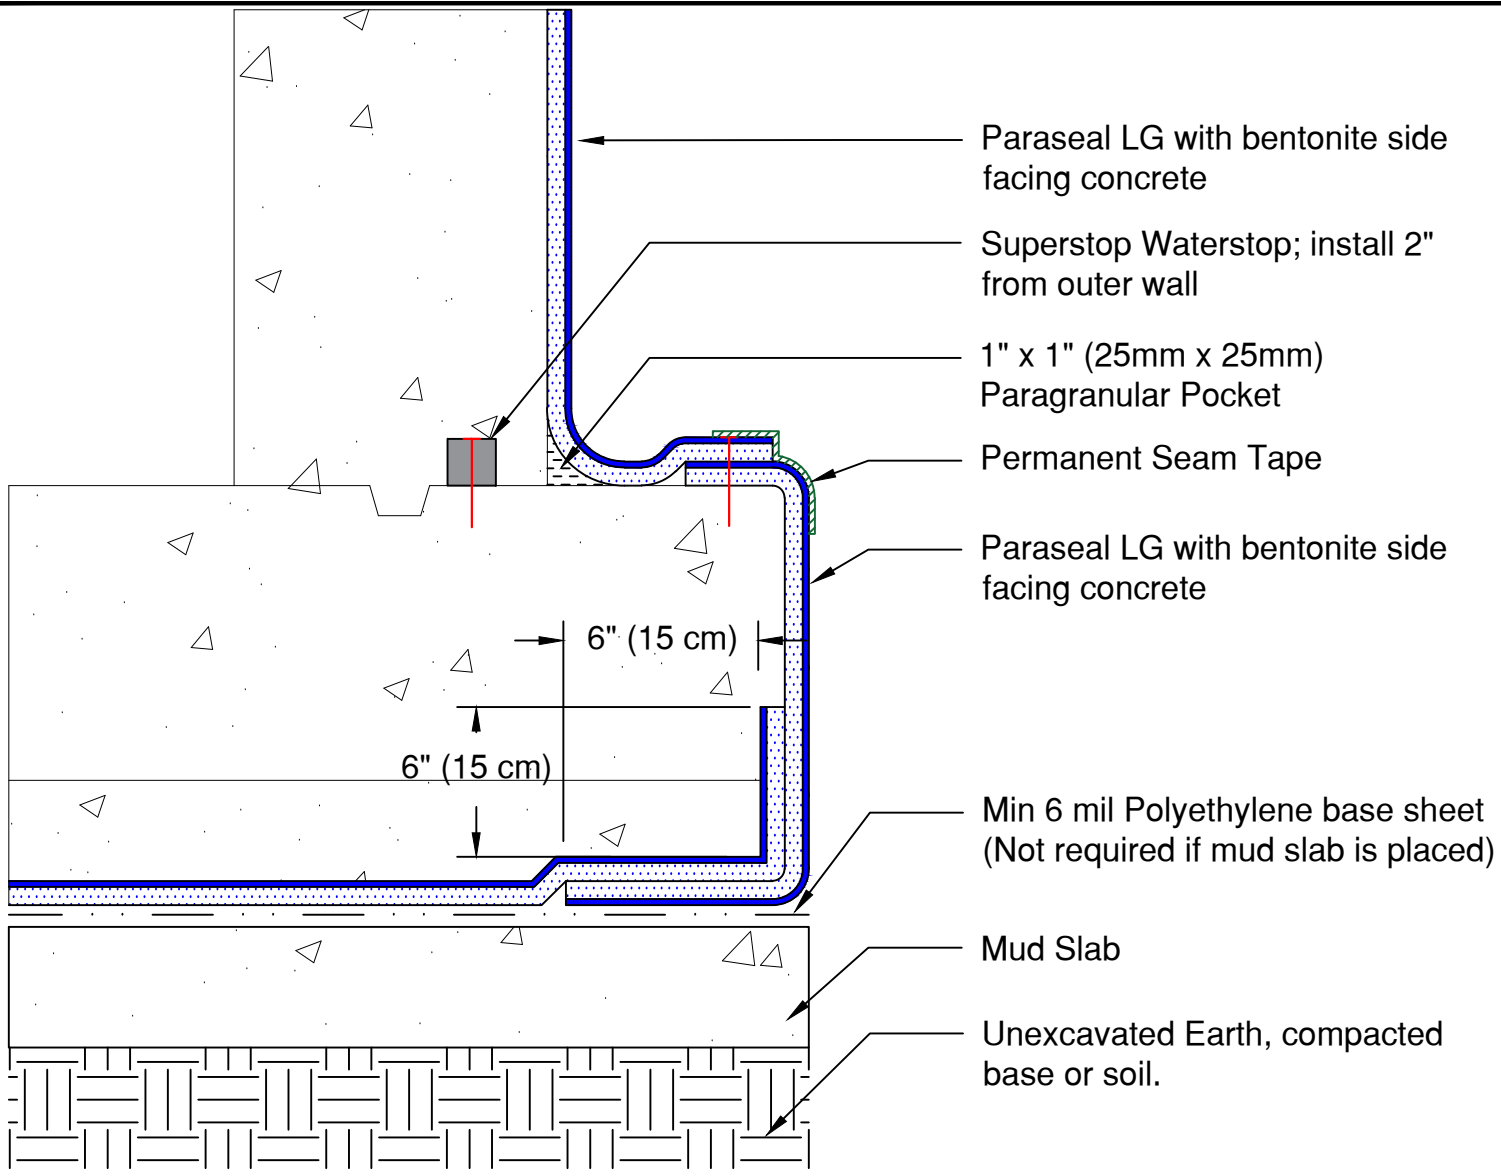 Paraseal LG with bentonite side
facing concrete
Superstop Waterstop; install 2"
from outer wall
1" x 1" (25mm x 25mm)
Paragranular Pocket
Permanent Seam Tape
Paraseal LG with bentonite side
facing concrete
6" (15 cm)
6" (15 cm)
Min 6 mil Polyethylene base sheet
(Not required if mud slab is placed)
Mud Slab
Unexcavated Earth, compacted
base or soil.